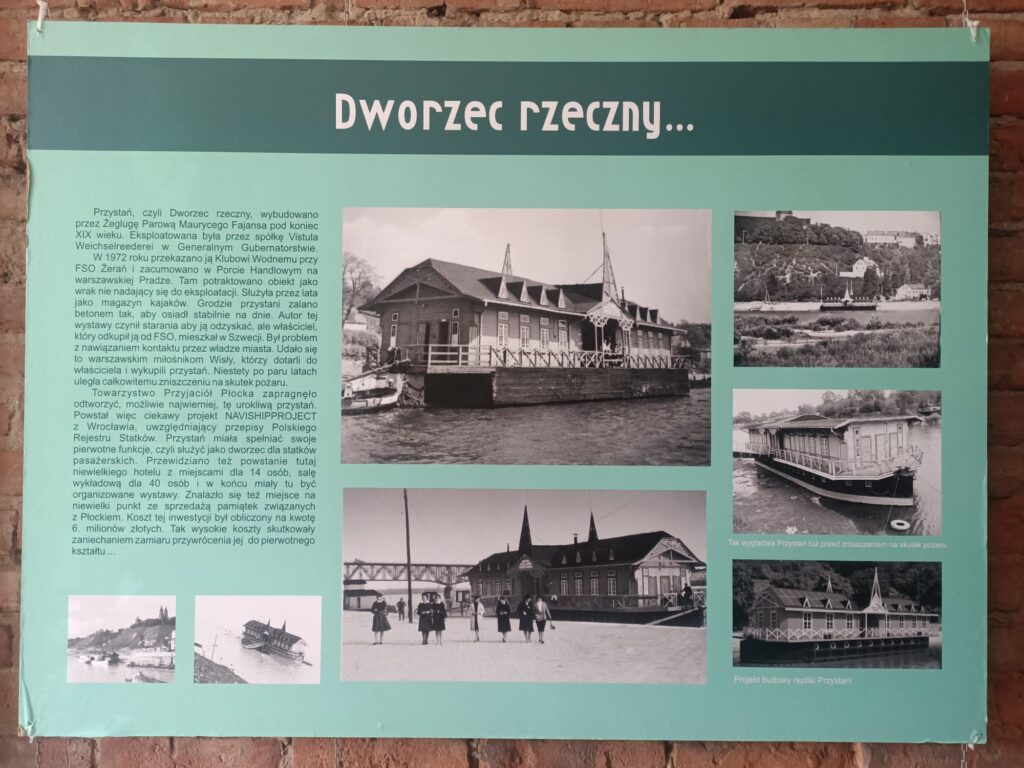 Dworzec rzeczny...
Przystań, czyli Dworzec rzeczny, wybudowano
przez Żeglugę Parową Maurycego Fajansa pod koniec
XIX wieku. Eksploatowana była przez spółkę Vistula
Weichselreederei w Generalnym Gubernatorstwie.
W 1972 roku przekazano ją Klubowi Wodnemu przy
FSO Żerań i zacumowano w Porcie Handlowym na
warszawskiej Pradze. Tam potraktowano obiekt jako
wrak nie nadający się do eksploatacji. Służyła przez lata
jako magazyn kajaków. Grodzie przystani zalano
betonem tak, aby osiadł stabilnie na dnie. Autor tej
wystawy czynił starania aby ją odzyskać, ale właściciel,
który odkupił ją od FSO, mieszkał w Szwecji. Był problem
z nawiązaniem kontaktu przez władze miasta. Udało się
to warszawskim miłośnikom Wisły, którzy dotarli do
właściciela i wykupili przystań. Niestety po paru latach
uległa całkowitemu zniszczeniu na skutek pożaru.
Towarzystwo Przyjaciół Płocka zapragnęło
odtworzyć, możliwie najwierniej, tę urokliwą przystań.
Powstał więc ciekawy projekt NAVISHIPPROJECT
z Wrocławia, uwzględniający przepisy Polskiego
Rejestru Statków. Przystań miała spełniać swoje
pierwotne funkcje, czyli służyć jako dworzec dla statków
pasażerskich. Przewidziano też powstanie tutaj
niewielkiego hotelu z miejscami dla 14 osób, salę
wykładową dla 40 osób i w końcu miały tu być
organizowane wystawy. Znalazło się też miejsce na
niewielki punkt ze sprzedażą pamiątek związanych
z Płockiem. Koszt tej inwestycji był obliczony na kwotę
6. milionów złotych. Tak wysokie koszty skutkowały
zaniechaniem zamiaru przywrócenia jej do pierwotnego
kształtu ...
Tak wyglądała Przystań tuż przed zniszczeniem na skutek pożaru
Projekt budowy repliki Przystani